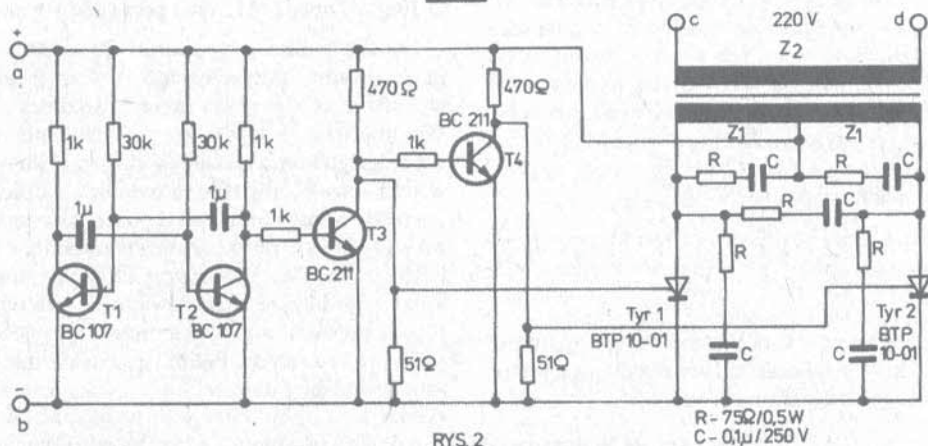 c
220 V
d
+
a
Z2
470Ω
470Ω
BC 211
Z1
Z1
1k
30k
30k
1k
1k
T4
R
C
R
C
1µ
1µ
R
C
1k
T3
R
R
BC 211
T1
T2
Tyr 1
Tyr 2
BC 107
BC 107
BTP 10-01
BTP
10-01
51Ω
51Ω
C
C
−
b
R - 75Ω/0,5W
C - 0,1µ/250V
RYS. 2